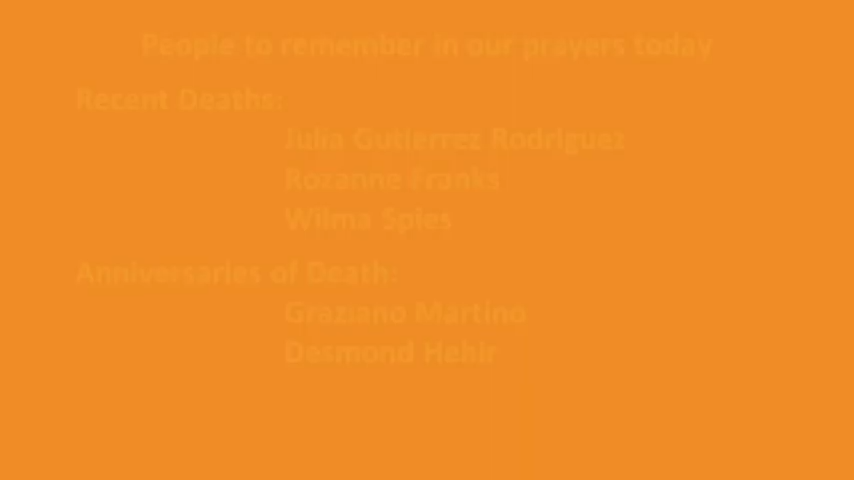 People to remember in our prayers today
Recent Deaths:
Julia Gutierrez Rodriguez
Rozanne Franks
Wilma Spies
Anniversaries of Death:
Graziano Martino
Desmond Hehir